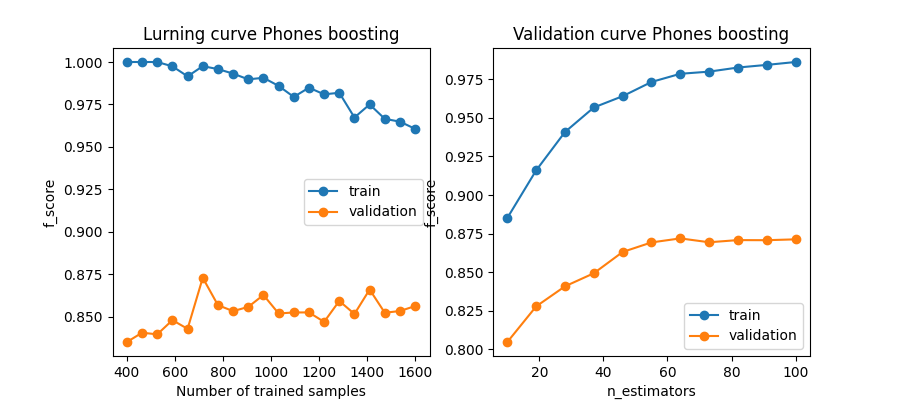 Lurning curve Phones boosting
1.000
0.975
0.950
0.925
0.900
0.875
0.850
f_score
train
validation
400 600 800 1000 1200 1400 1600
Number of trained samples
Validation curve Phones boosting
0.975
0.950
0.925
0.900
0.875
0.850
0.825
0.800
f_score
train
validation
20 40 60 80 100
n_estimators